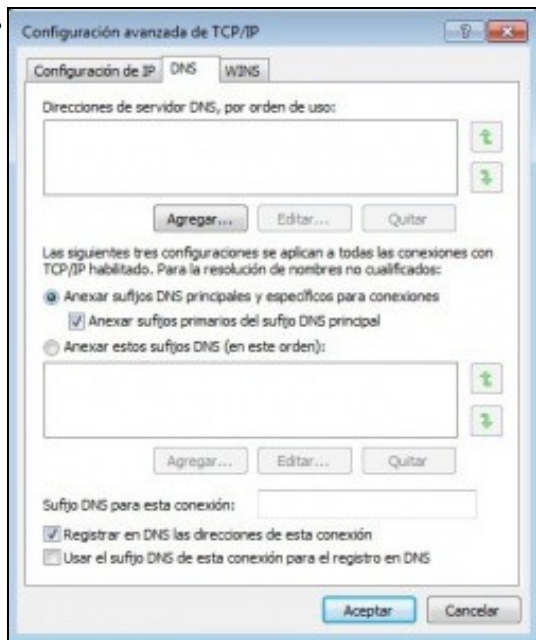 Configuración avanzada de TCP/IP
Configuración de IP DNS WINS
Direcciones de servidor DNS, por orden de uso:
Agregar... Editar... Quitar
Las siguientes tres configuraciones se aplican a todas las conexiones con
TCP/IP habilitado. Para la resolución de nombres no cualificados:
Anexar sufijos DNS principales y específicos para conexiones
Anexar sufijos primarios del sufijo DNS principal
Anexar estos sufijos DNS (en este orden):
Agregar... Editar... Quitar
Sufijo DNS para esta conexión:
Registrar en DNS las direcciones de esta conexión
Usar el sufijo DNS de esta conexión para el registro en DNS
Aceptar Cancelar